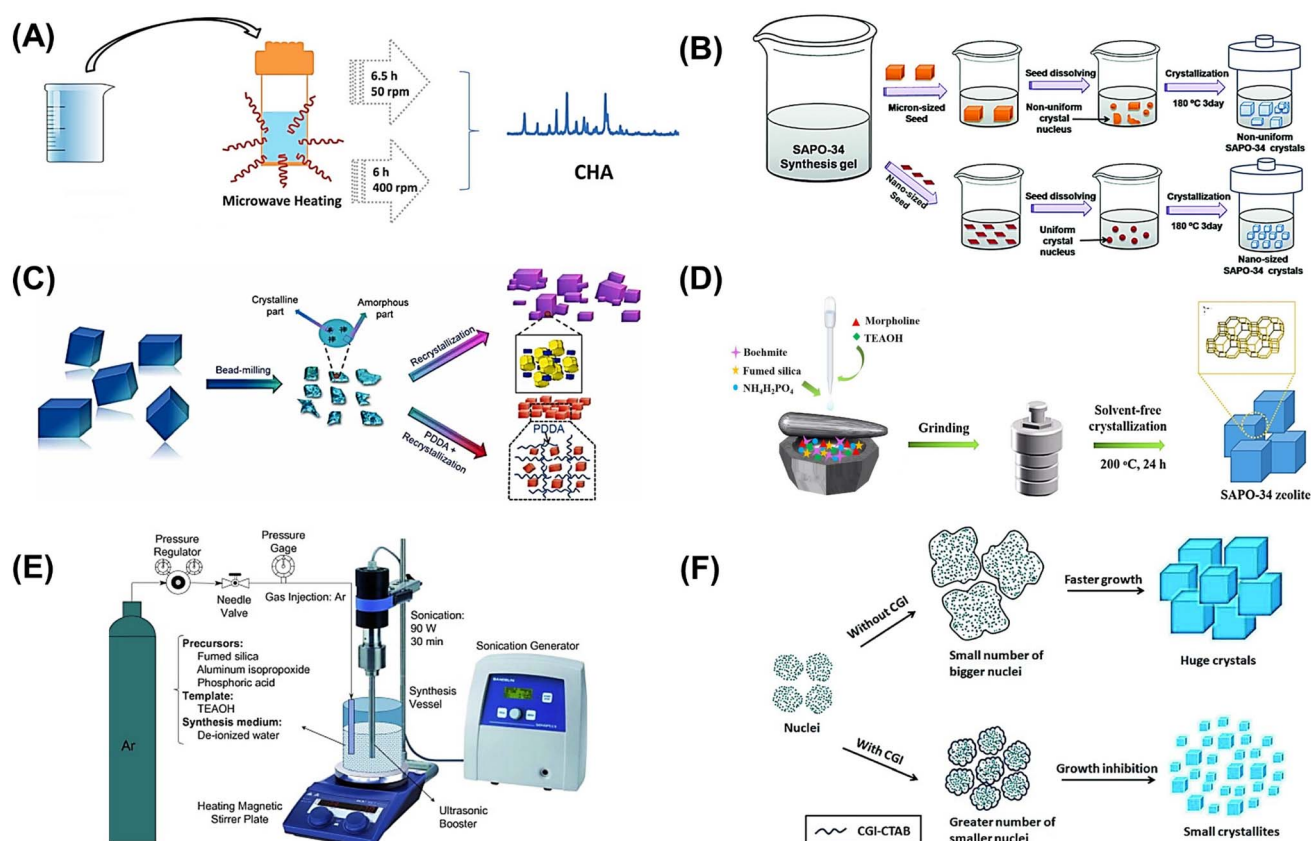 (A)
6.5 h
50 rpm
6 h
400 rpm
Microwave Heating
CHA
(B)
SAPO-34
Synthesis gel
Micron-sized
Seed
Seed dissolving
Non-uniform
crystal
nucleus
Crystallization
180 °C 3day
Non-uniform
SAPO-34 crystals
Nano-sized
Seed
Seed dissolving
Uniform
crystal
nucleus
Crystallization
180 °C 3day
Nano-sized
SAPO-34 crystals
(C)
Bead-milling
Crystalline
part
Amorphous
part
Recrystallization
PDDA +
Recrystallization
PDDA
(D)
Morpholine
TEAOH
Boehmite
Fumed silica
NH₄H₂PO₄
Grinding
Solvent-free
crystallization
200 °C, 24 h
SAPO-34 zeolite
(E)
Pressure
Regulator
Needle
Valve
Pressure
Gage
Gas Injection: Ar
Sonication:
90 W
30 min
Sonication Generator
Precursors:
Fumed silica
Aluminum isopropoxide
Phosphoric acid
Template:
TEAOH
Synthesis medium:
De-ionized water
Synthesis
Vessel
Ar
Heating Magnetic
Stirrer Plate
Ultrasonic
Booster
(F)
Nuclei
Without CGI
Small number of
bigger nuclei
Faster growth
Huge crystals
With CGI
Greater number of
smaller nuclei
Growth inhibition
Small crystallites
CGI-CTAB